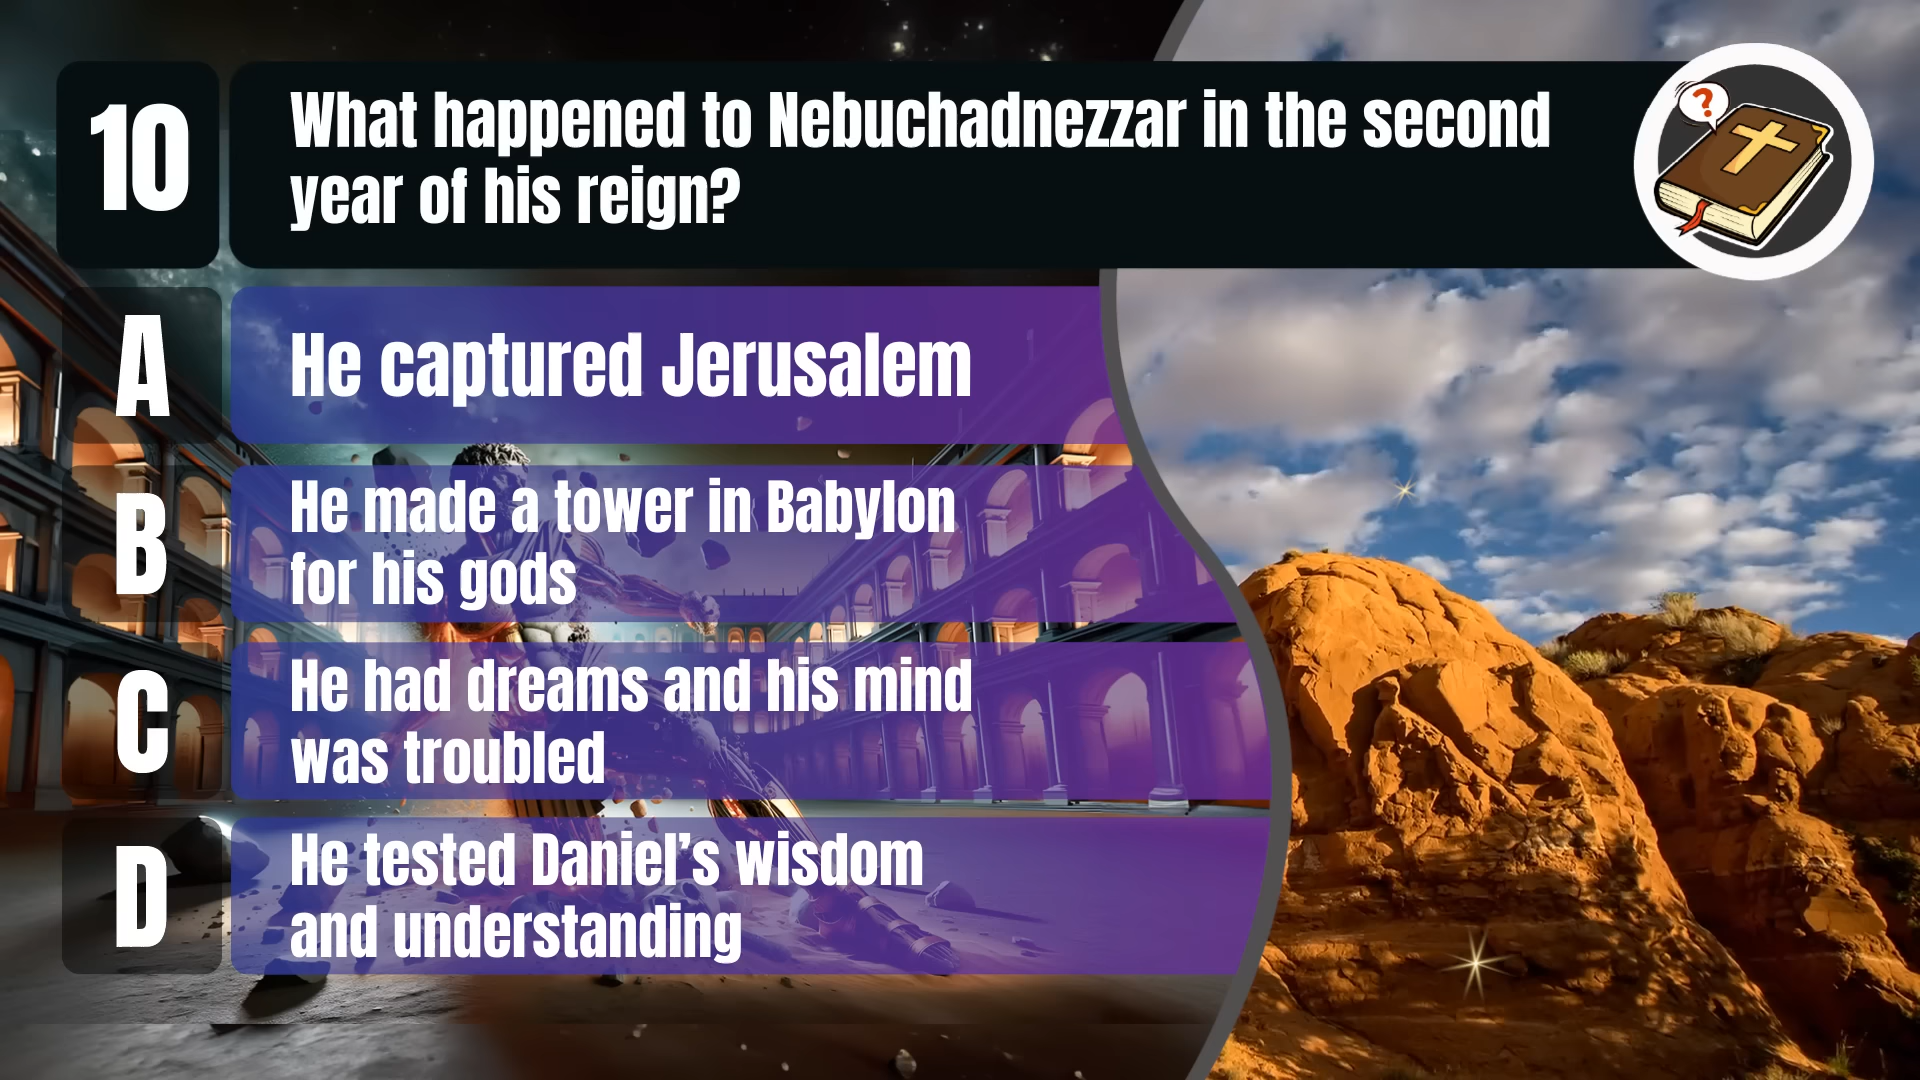 10
What happened to Nebuchadnezzar in the second
year of his reign?
?
A
He captured Jerusalem
B
He made a tower in Babylon
for his gods
C
He had dreams and his mind
was troubled
D
He tested Daniel’s wisdom
and understanding